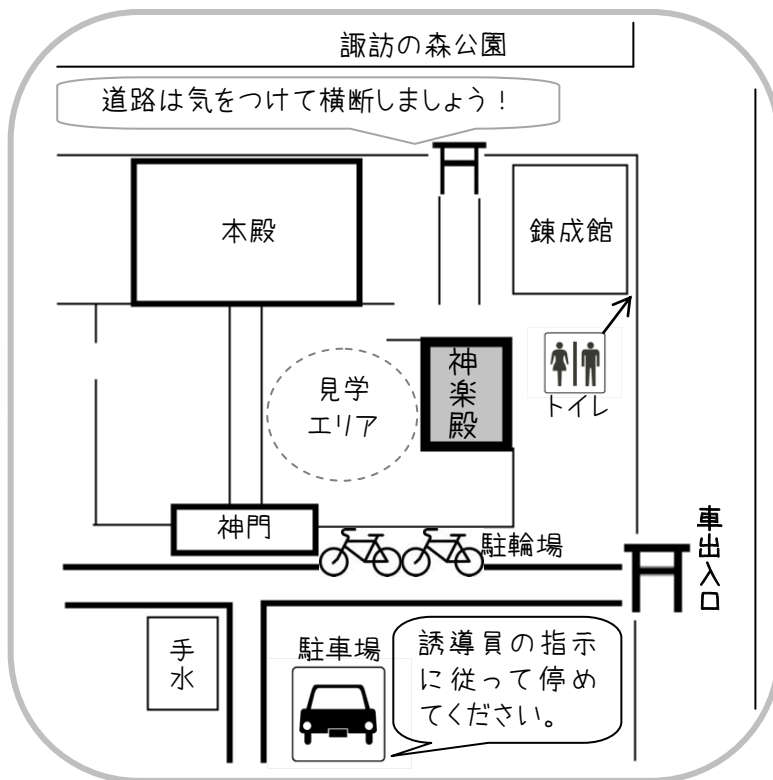 諏訪の森公園
道路は気をつけて横断しましょう！
本殿
錬成館
神楽殿
見学
エリア
トイレ
神門
駐輪場
車出入口
手水
駐車場
誘導員の指示
に従って停め
てください。